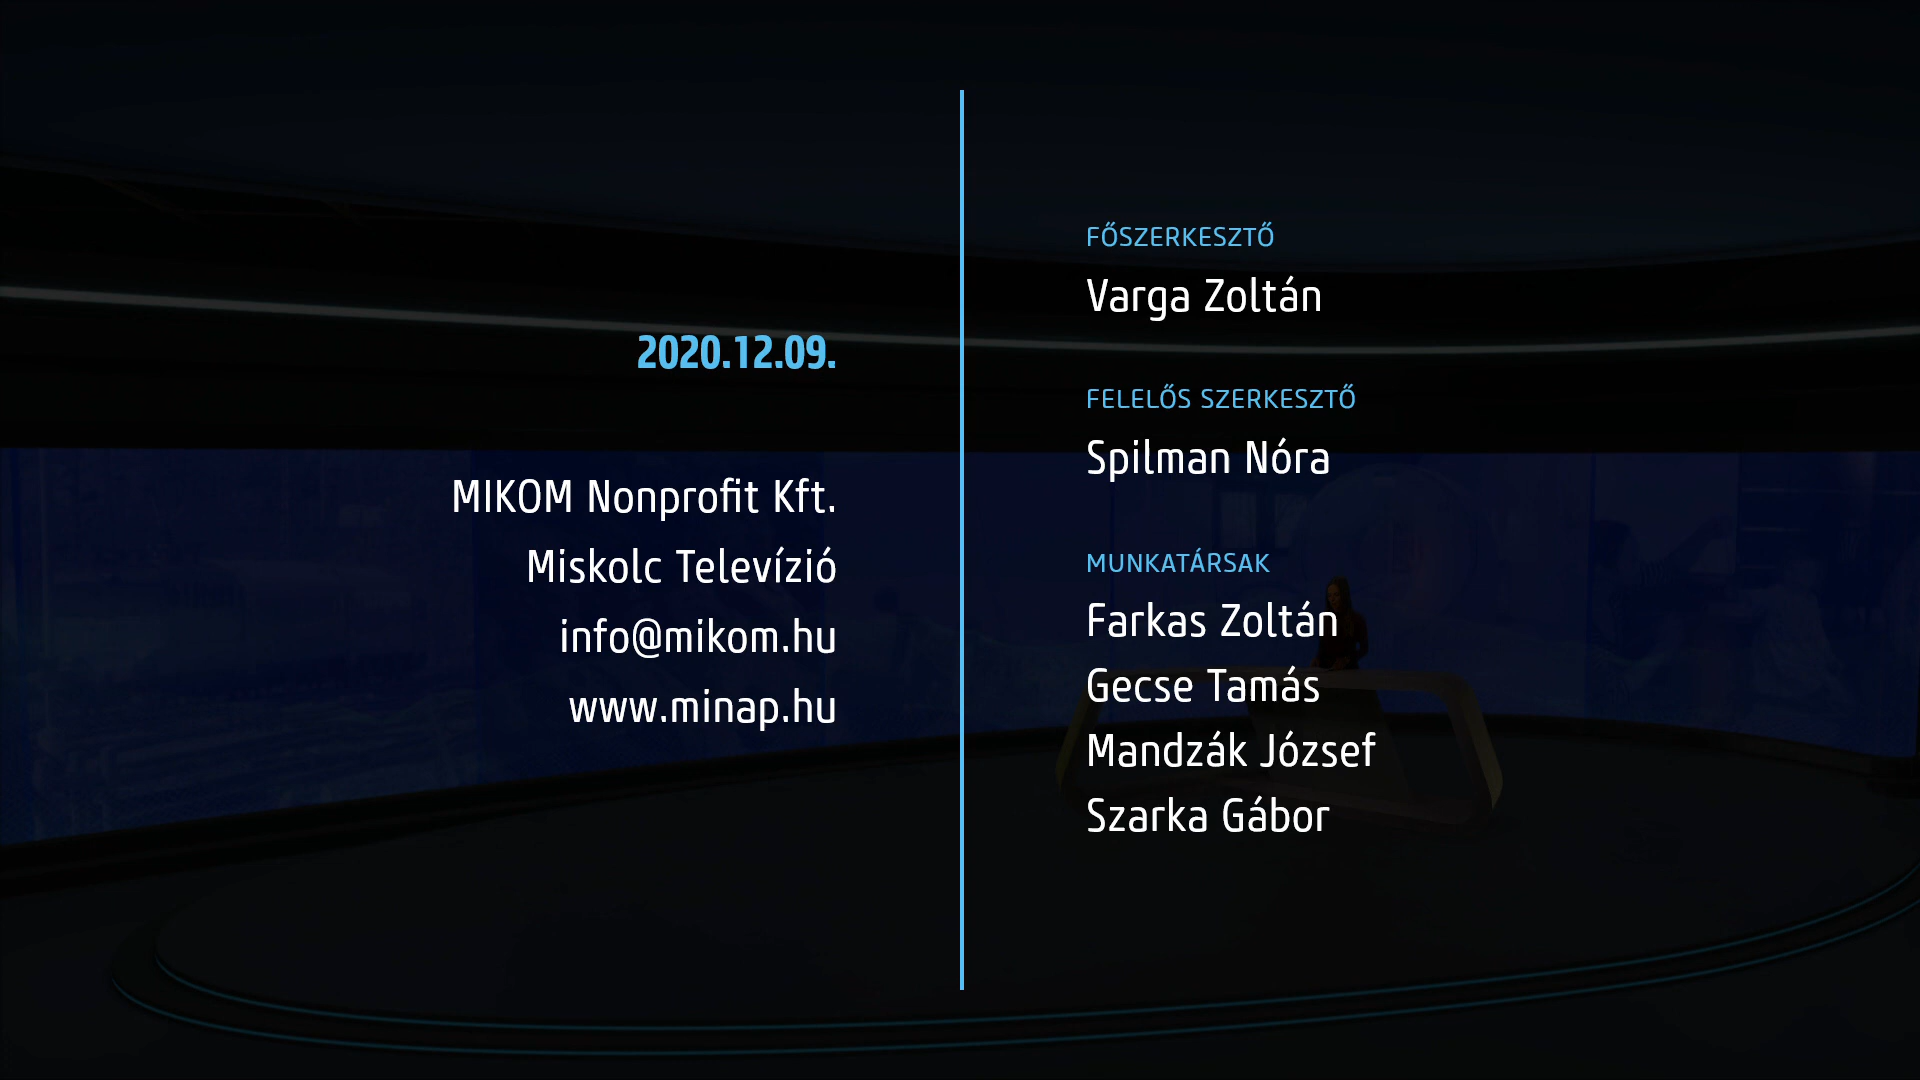 2020.12.09.
MIKOM Nonprofit Kft.
Miskolc Televízió
info@mikom.hu
www.minap.hu
FŐSZERKESZTŐ
Varga Zoltán
FELELŐS SZERKESZTŐ
Spilman Nóra
MUNKATÁRSAK
Farkas Zoltán
Gecse Tamás
Mandzák József
Szarka Gábor